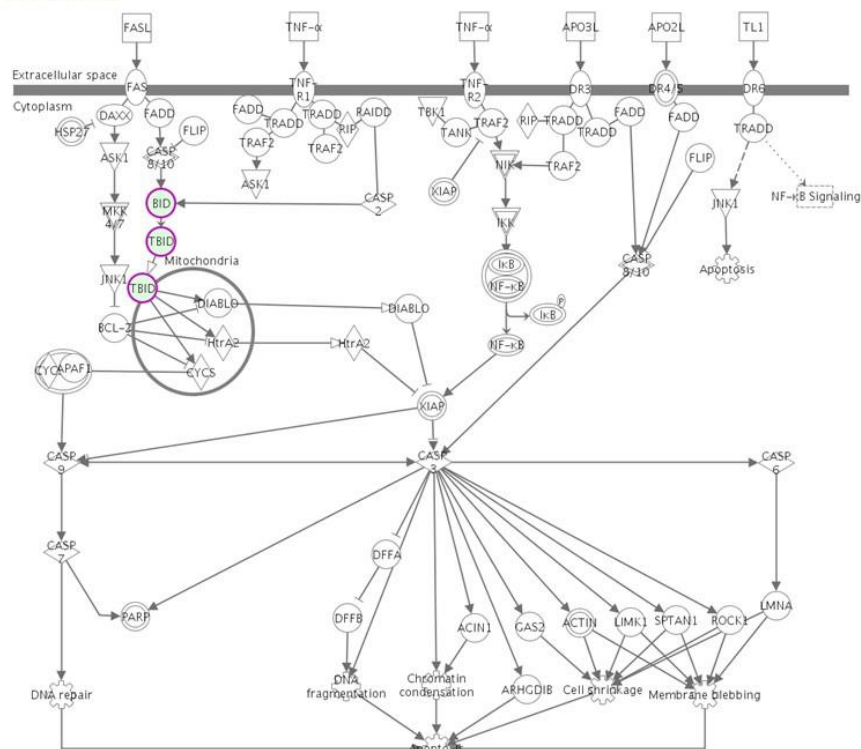 FASL
TNF-α
TNF-α
APO3L
APO2L
TL1
Extracellular space
Cytoplasm
FAS
TNF-
R1
TNF-
R2
DR3
DR4/5
DR6
DAXX
FADD
HSP27
FLIP
ASK1
CASP
8/10
FADD
TRADD
TRADD
RAIDD
RIP
TRAF2
TRAF2
ASK1
CASP
2
TBK1
TANK
TRAF2
XIAP
NIK
IKK
RIP
TRADD
TRADD
FADD
TRAF2
FADD
FLIP
TRADD
JNK1
NF-κB Signaling
Apoptosis
CASP
8/10
BID
TBID
MKK
4/7
Mitochondria
JNK1
TBID
BCL-2
DIABLO
DIABLO
HtrA2
HtrA2
CYCS
APAF1
IκB
NF-κB
IκB
P
NF-κB
XIAP
CASP
9
CASP
3
CASP
6
CASP
7
PARP
DFFA
DFFB
ACIN1
GAS2
ACTIN
LIMK1
SPTAN1
ROCK1
LMNA
DNA repair
DNA
fragmentation
Chromatin
condensation
ARHGDIB
Cell shrinkage
Membrane blebbing